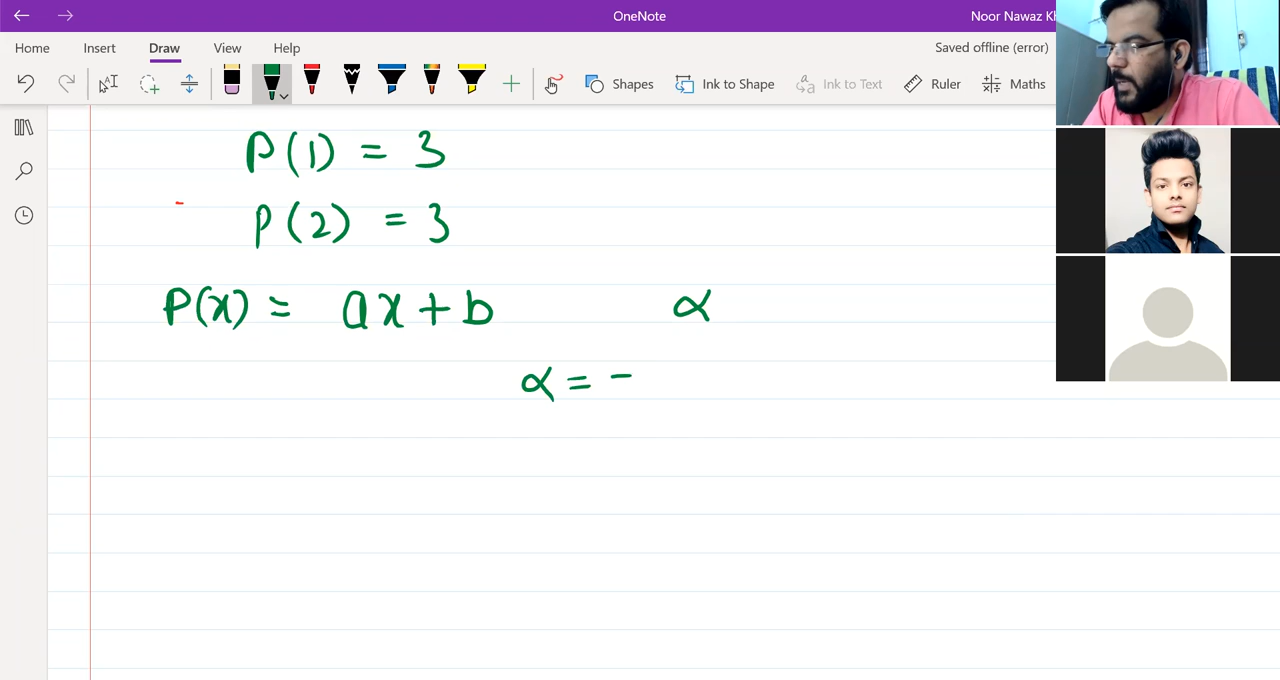 OneNote
Noor Nawaz Kh
Home Insert Draw View Help
Saved offline (error)
Shapes Ink to Shape Ink to Text Ruler Maths
P(1) = 3
P(2) = 3
P(x) = ax + b α
α = -